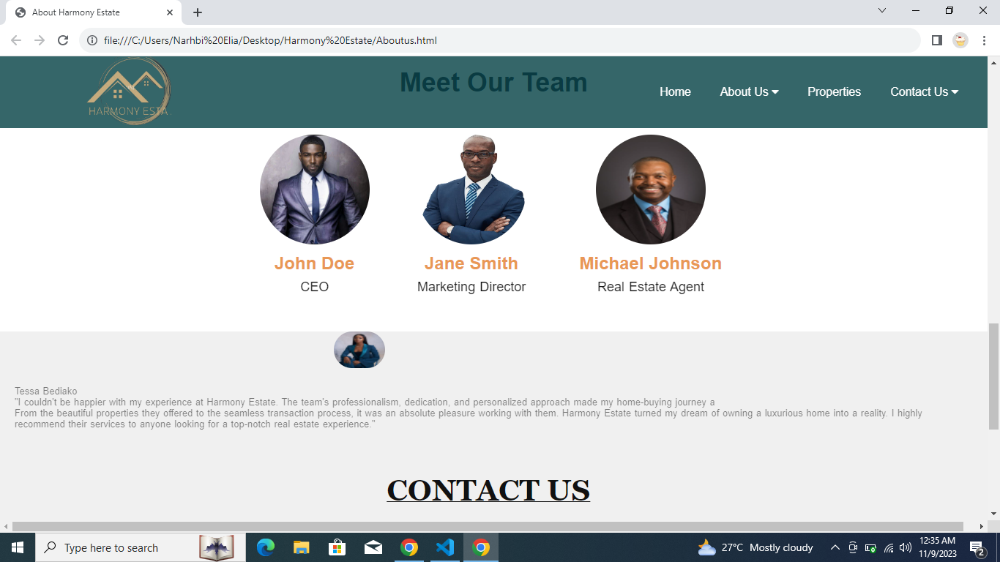 About Harmony Estate
file:///C:/Users/Narhbi%20Elia/Desktop/Harmony%20Estate/Aboutus.html
HARMONY ESTA
Meet Our Team
Home About Us Properties Contact Us
John Doe Jane Smith Michael Johnson
CEO Marketing Director Real Estate Agent
Tessa Bediako
"I couldn't be happier with my experience at Harmony Estate. The team's professionalism, dedication, and personalized approach made my home-buying journey a
From the beautiful properties they offered to the seamless transaction process, it was an absolute pleasure working with them. Harmony Estate turned my dream of owning a luxurious home into a reality. I highly
recommend their services to anyone looking for a top-notch real estate experience."
CONTACT US
Type here to search
27°C Mostly cloudy
12:35 AM
11/9/2023
2